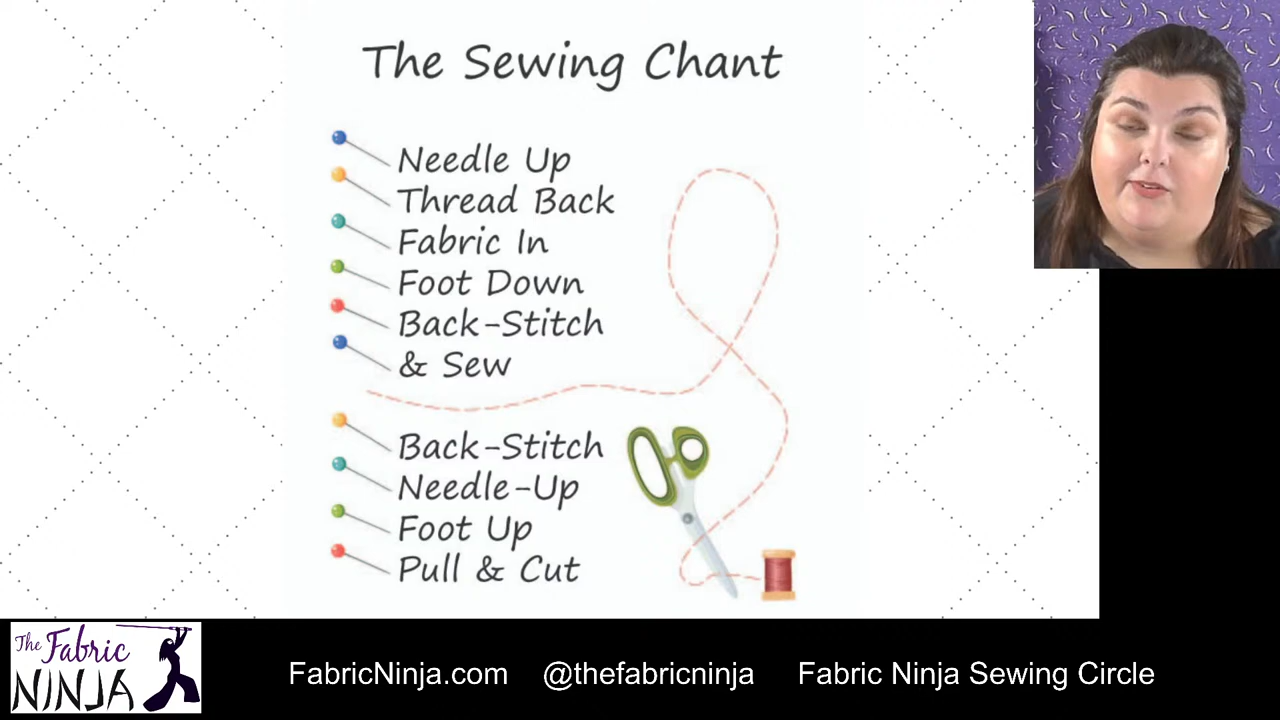 The Sewing Chant
Needle Up
Thread Back
Fabric In
Foot Down
Back-Stitch
& Sew
Back-Stitch
Needle-Up
Foot Up
Pull & Cut
The Fabric
NINJA
FabricNinja.com @thefabricninja Fabric Ninja Sewing Circle